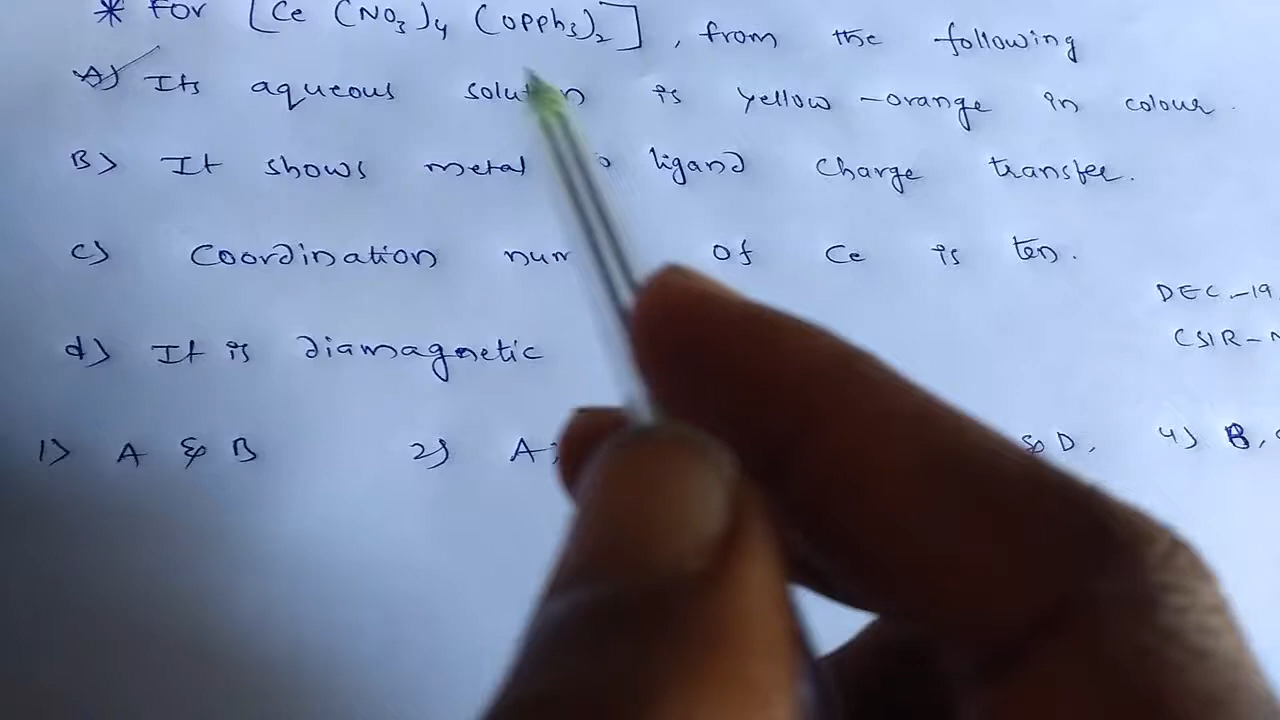 * For [Ce (NO3)4 (OPPh3)2], from the following
A) Its aqueous is yellow-orange in colour.
B) It shows metal ligand charge transfer.
C) Coordination of Ce is ten.
DEC-19
d) It is diamagnetic
CSIR-
1) A & B 2) A; & D, 4) B,